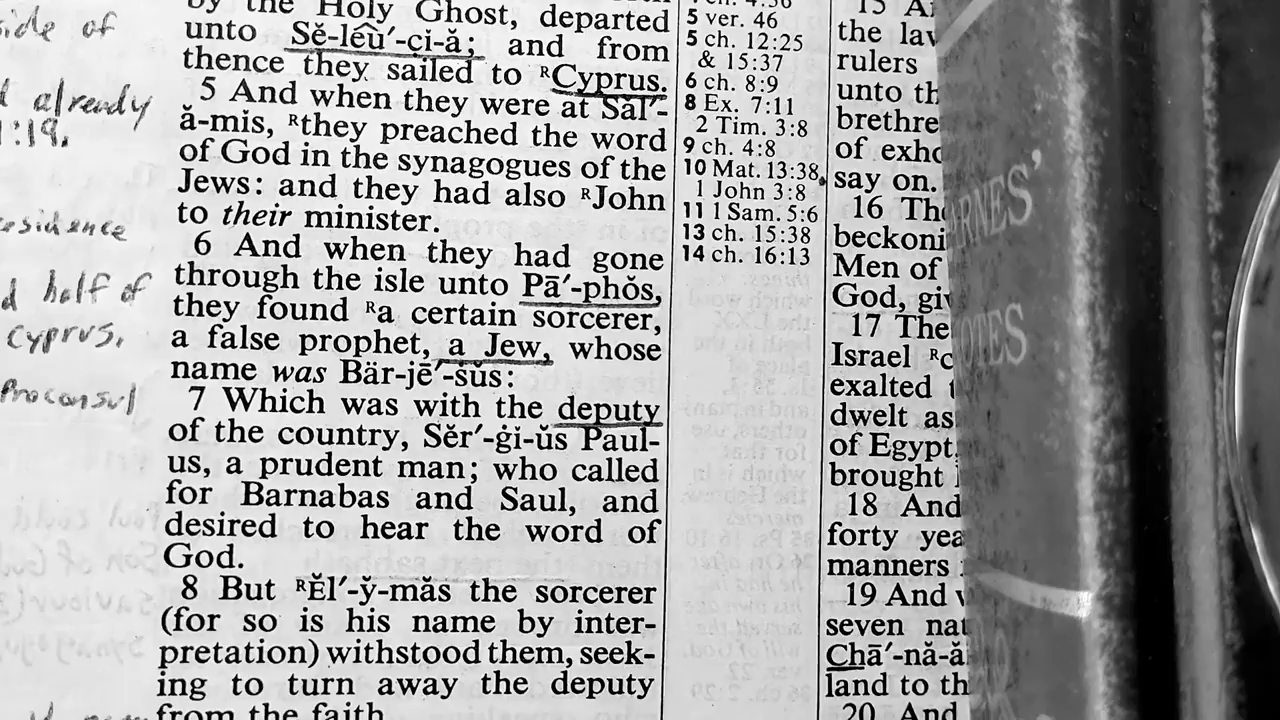 side of
already
1:19.
half of
Cyprus,
Proconsul
by the Holy Ghost, departed
unto Sĕ-léû′-çi-ă; and from
thence they sailed to ᴿCyprus.
5 And when they were at Săl′-
ă-mis, ᴿthey preached the word
of God in the synagogues of the
Jews: and they had also ᴿJohn
to their minister.
6 And when they had gone
through the isle unto Pā′-phŏs,
they found ᴿa certain sorcerer,
a false prophet, a Jew, whose
name was Bär-jē′-ṡŭs:
7 Which was with the deputy
of the country, Sĕr′-ġi-ŭs Paul-
us, a prudent man; who called
for Barnabas and Saul, and
desired to hear the word of
God.
8 But ᴿĔl′-y̆-măs the sorcerer
(for so is his name by inter-
pretation) withstood them, seek-
ing to turn away the deputy
from the faith.
5 ver. 46
5 ch. 12:25
& 15:37
6 ch. 8:9
8 Ex. 7:11
2 Tim. 3:8
9 ch. 4:8
10 Mat. 13:38,
1 John 3:8
11 1 Sam. 5:6
13 ch. 15:38
14 ch. 16:13
the law
rulers
unto th
brethre
of exho
say on.
16 The
beckoni
Men of
God, giv
17 The
Israel ᴿc
exalted t
dwelt as
of Egypt,
brought
18 And
forty yea
manners
19 And
seven nat
Chā′-nă-ă
land to th
20 And
RNES'
OTES